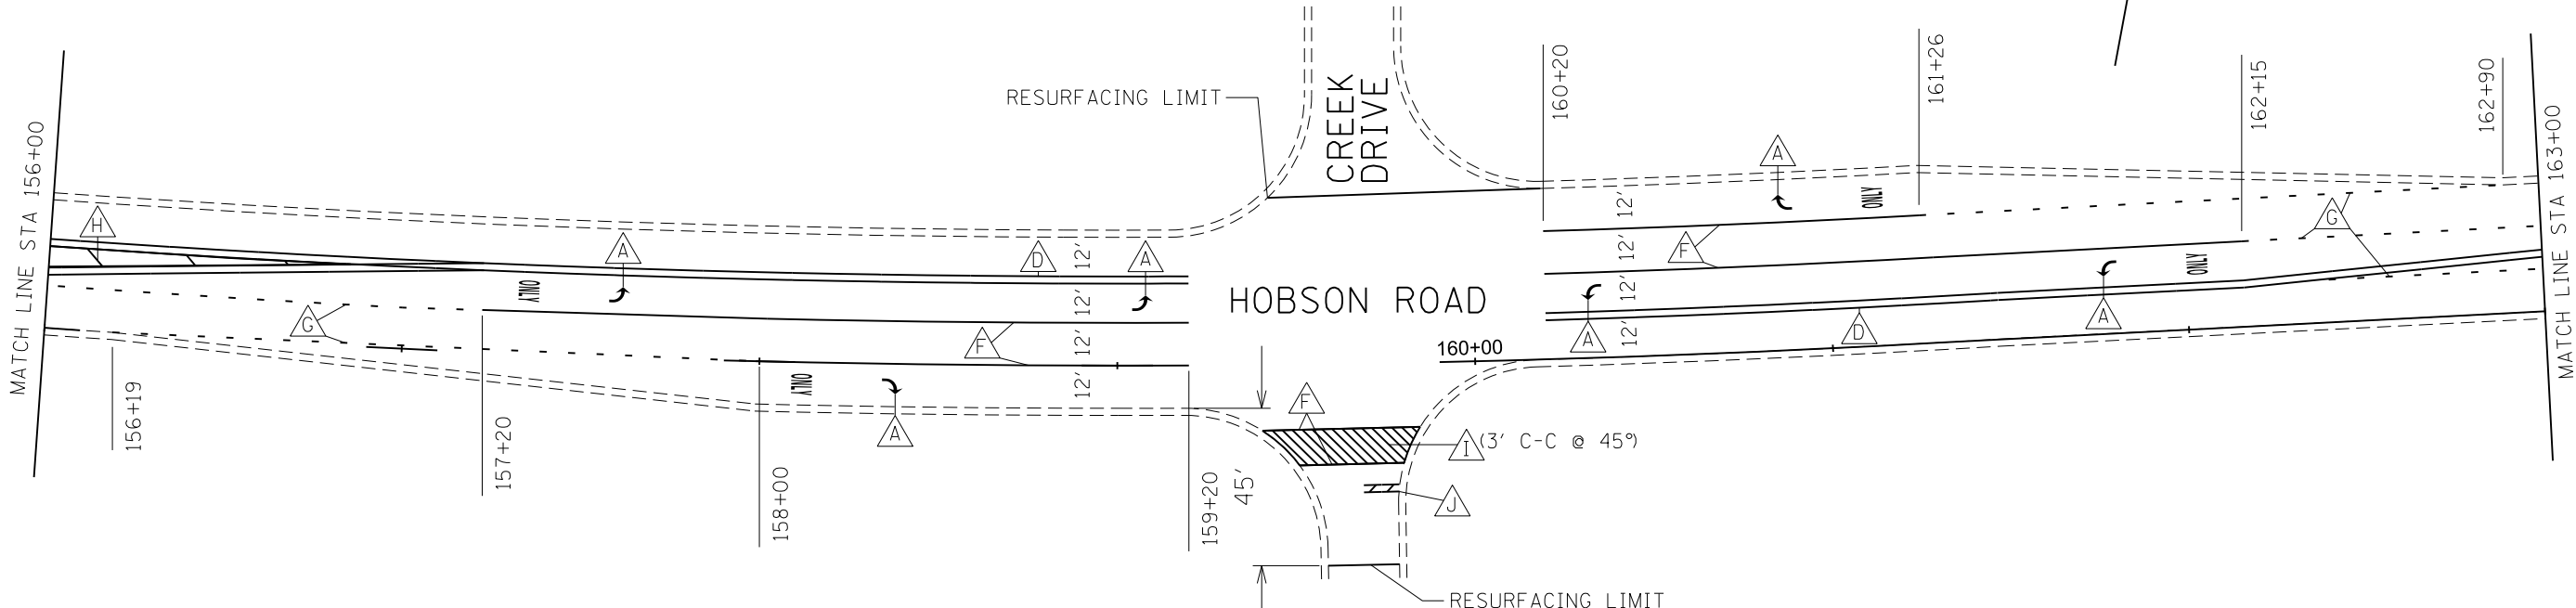 RESURFACING LIMIT
CREEK
DRIVE
160+20
161+26
162+15
162+90
MATCH LINE STA 156+00
MATCH LINE STA 163+00
H
A
D
12'
A
12'
12'
12'
ONLY
ONLY
G
F
A
HOBSON ROAD
12'
12'
12'
12'
A
ONLY
F
G
ONLY
A
D
A
160+00
156+19
157+20
158+00
159+20
45'
F
I
(3' C-C @ 45°)
J
RESURFACING LIMIT